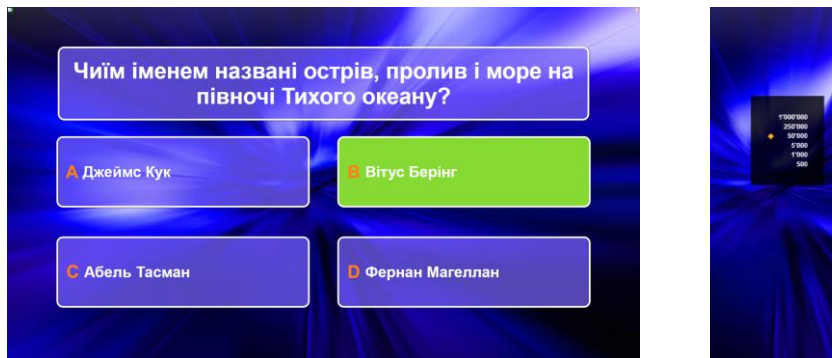 Чиїм іменем названі острів, пролив і море на
півночі Тихого океану?
A Джеймс Кук
B Вітус Берінг
C Абель Тасман
D Фернан Магеллан
1'000'000
250'000
50'000
5'000
1'000
500